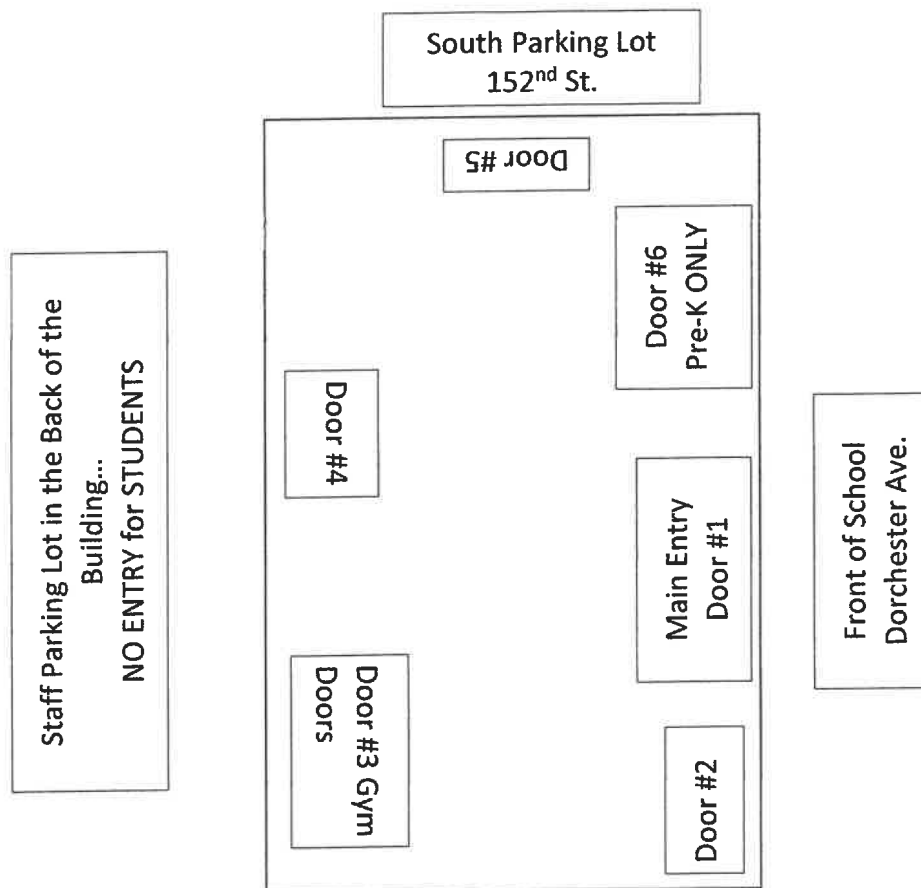 South Parking Lot
152nd St.
Door #5
Door #6
Pre-K ONLY
Staff Parking Lot in the Back of the
Building...
NO ENTRY for STUDENTS
Door #4
Main Entry
Door #1
Front of School
Dorchester Ave.
Door #3 Gym
Doors
Door #2